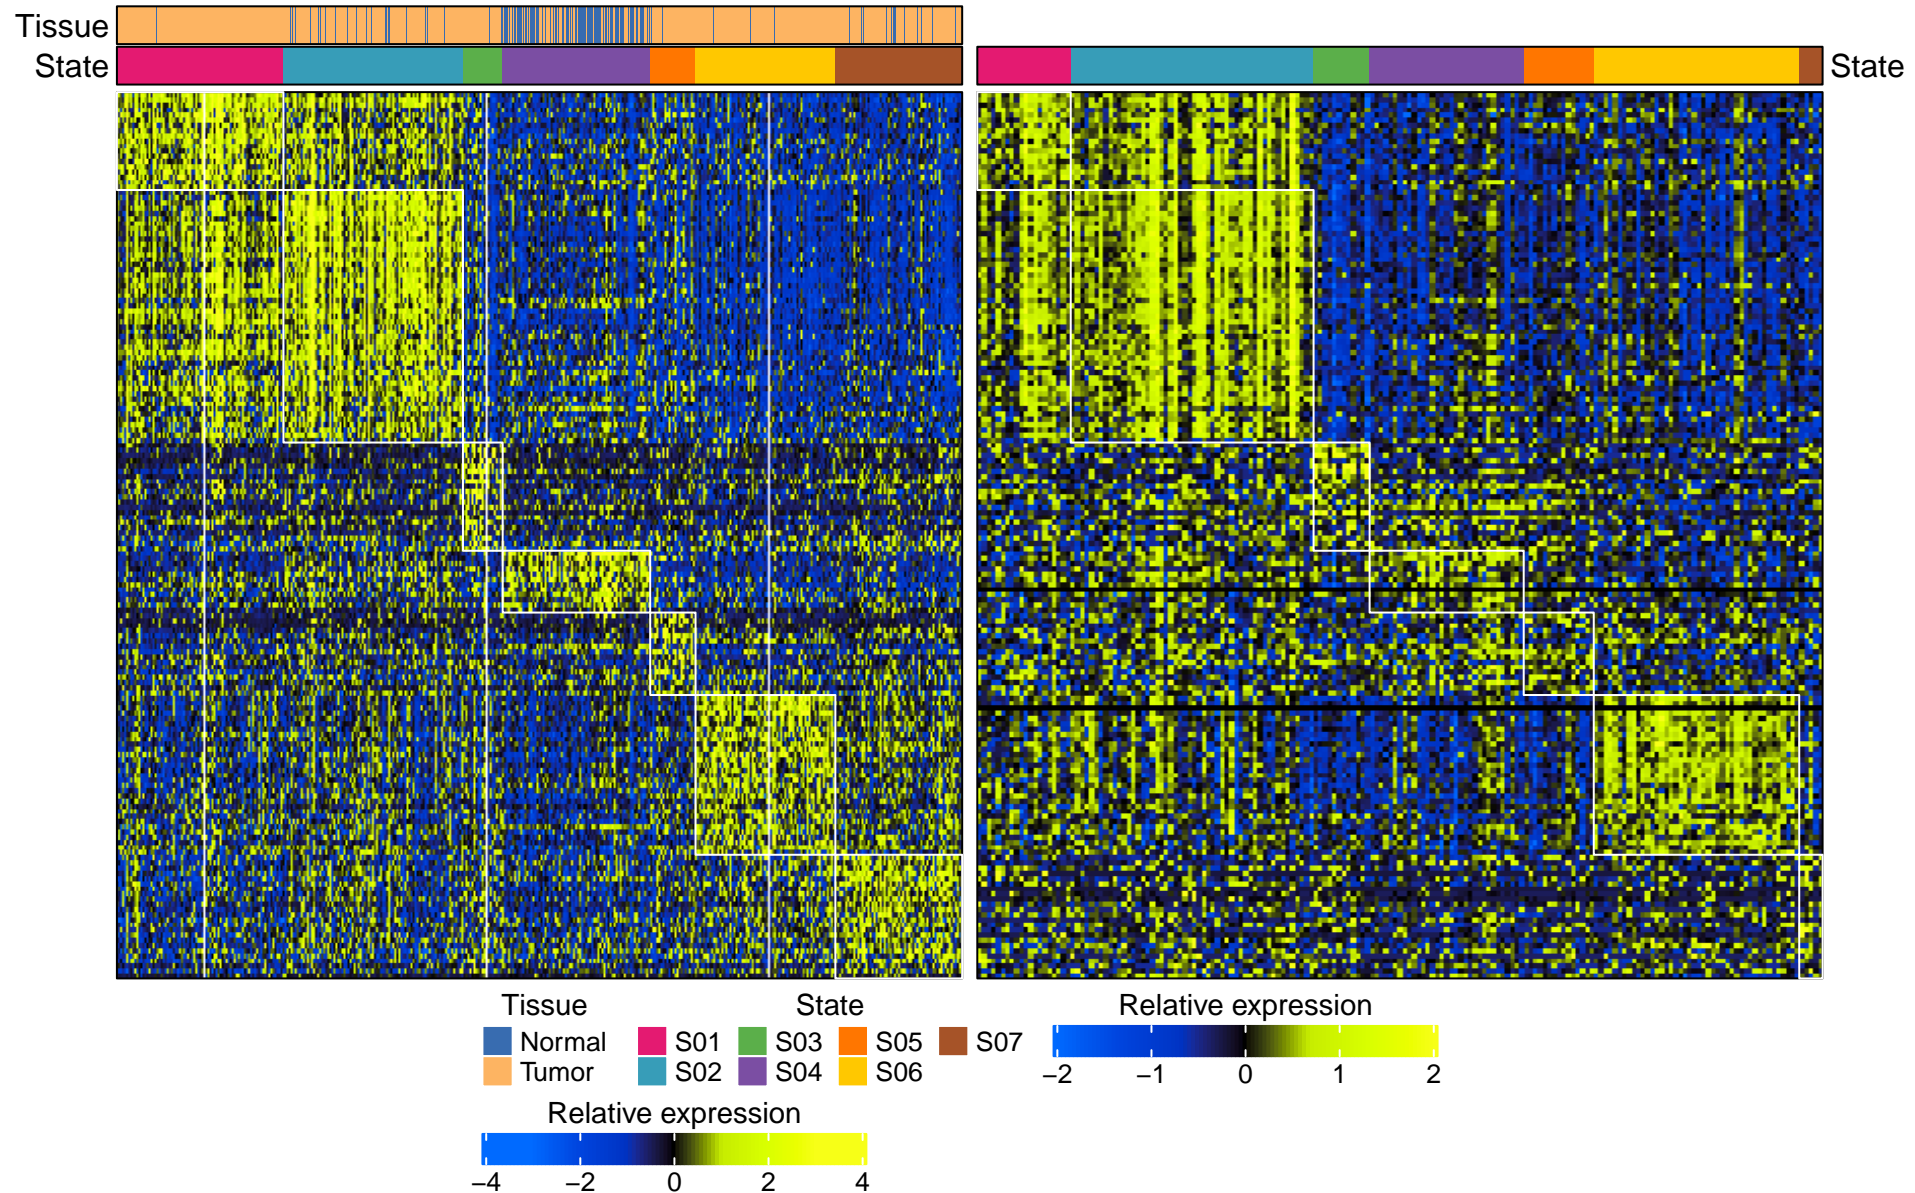 Tissue
State
State
Tissue
Normal
Tumor
State
S01
S02
S03
S04
S05
S06
S07
Relative expression
−2 −1 0 1 2
Relative expression
−4 −2 0 2 4